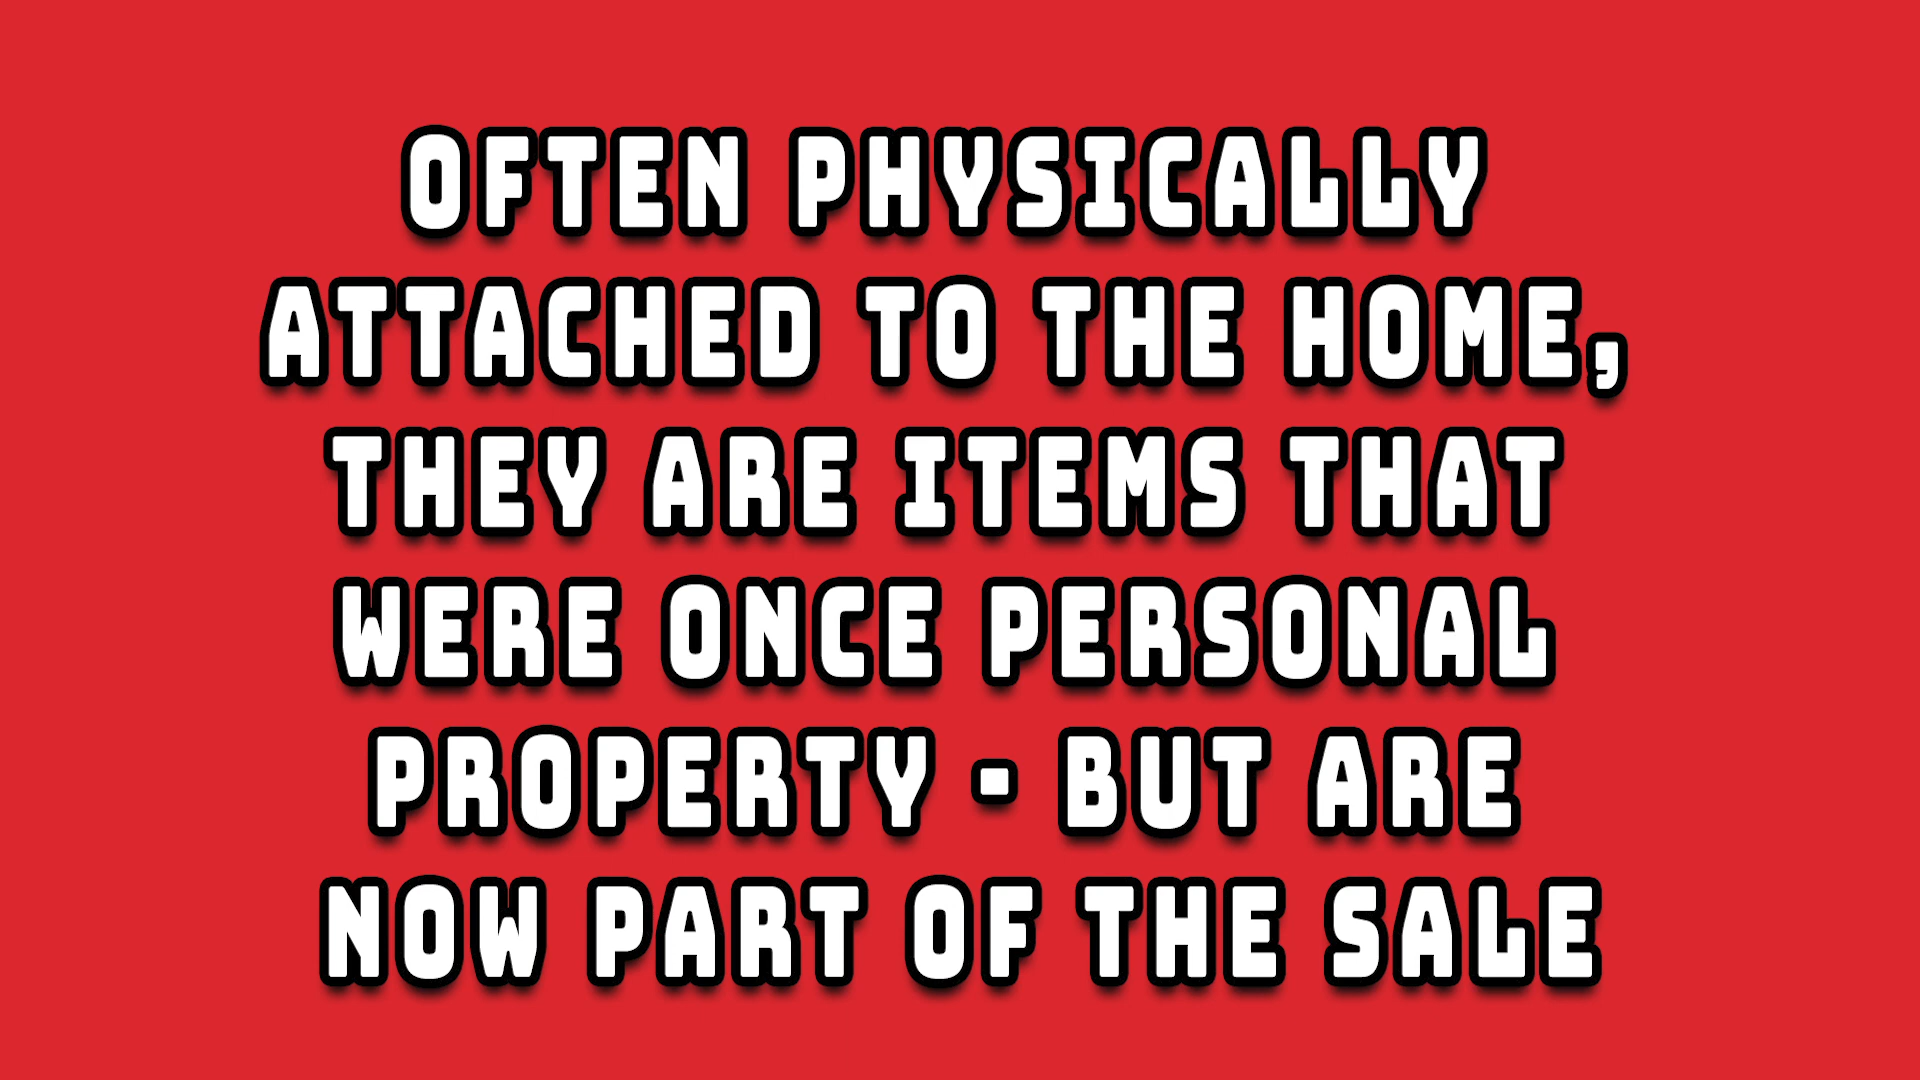 OFTEN PHYSICALLY
ATTACHED TO THE HOME,
THEY ARE ITEMS THAT
WERE ONCE PERSONAL
PROPERTY - BUT ARE
NOW PART OF THE SALE